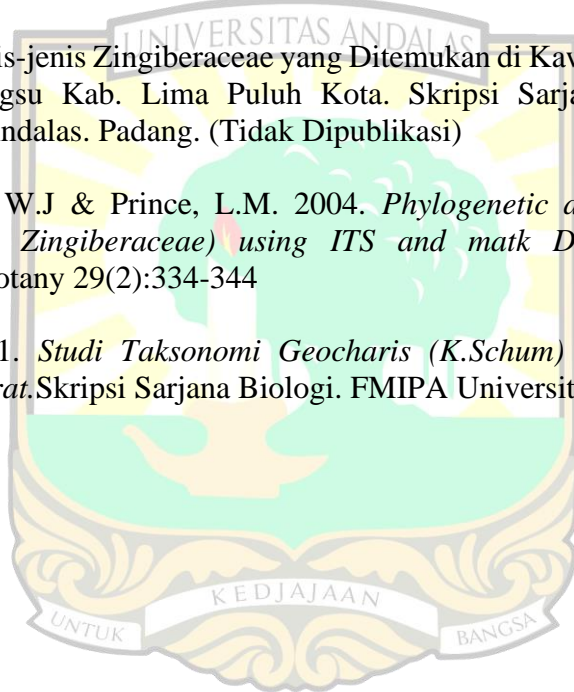 UNIVERSITAS ANDALAS
is-jenis Zingiberaceae yang Ditemukan di Kav
gsu Kab. Lima Puluh Kota. Skripsi Sarja
ndalas. Padang. (Tidak Dipublikasi)
W.J & Prince, L.M. 2004. Phylogenetic a
Zingiberaceae) using ITS and matk D
otany 29(2):334-344
1. Studi Taksonomi Geocharis (K.Schum)
rat.Skripsi Sarjana Biologi. FMIPA Universit
KEDJAJAAN
UNTUK
BANGSA